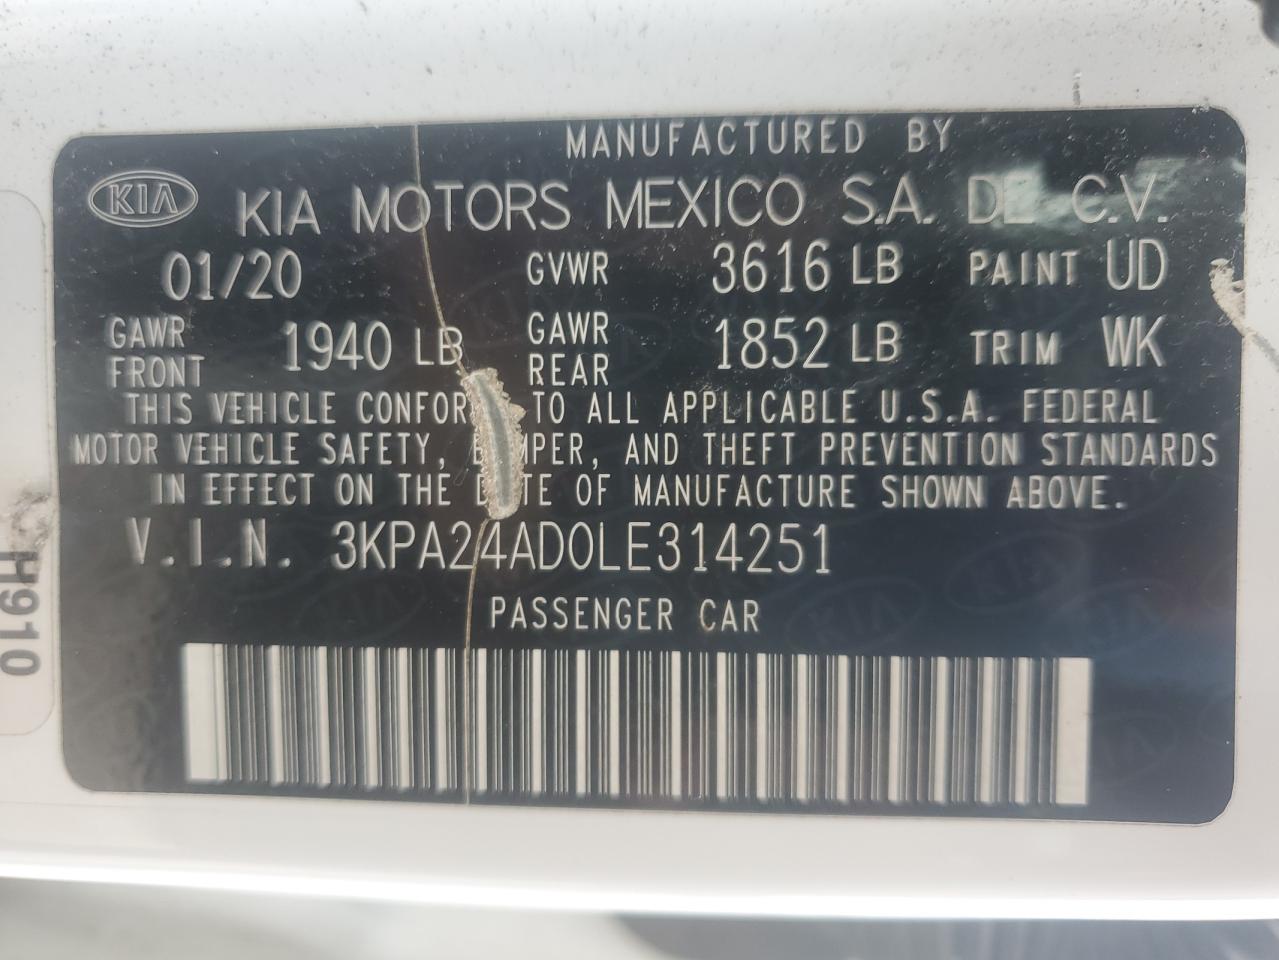 MANUFACTURED BY
KIA KIA MOTORS MEXICO S.A. DE C.V.
01/20 GVWR 3616 LB PAINT UD
GAWR FRONT 1940 LB GAWR REAR 1852 LB TRIM WK
THIS VEHICLE CONFOR TO ALL APPLICABLE U.S.A. FEDERAL
MOTOR VEHICLE SAFETY, AND THEFT PREVENTION STANDARDS
IN EFFECT ON THE OF MANUFACTURE SHOWN ABOVE.
V.I.N. 3KPA24AD0LE314251
PASSENGER CAR
H910